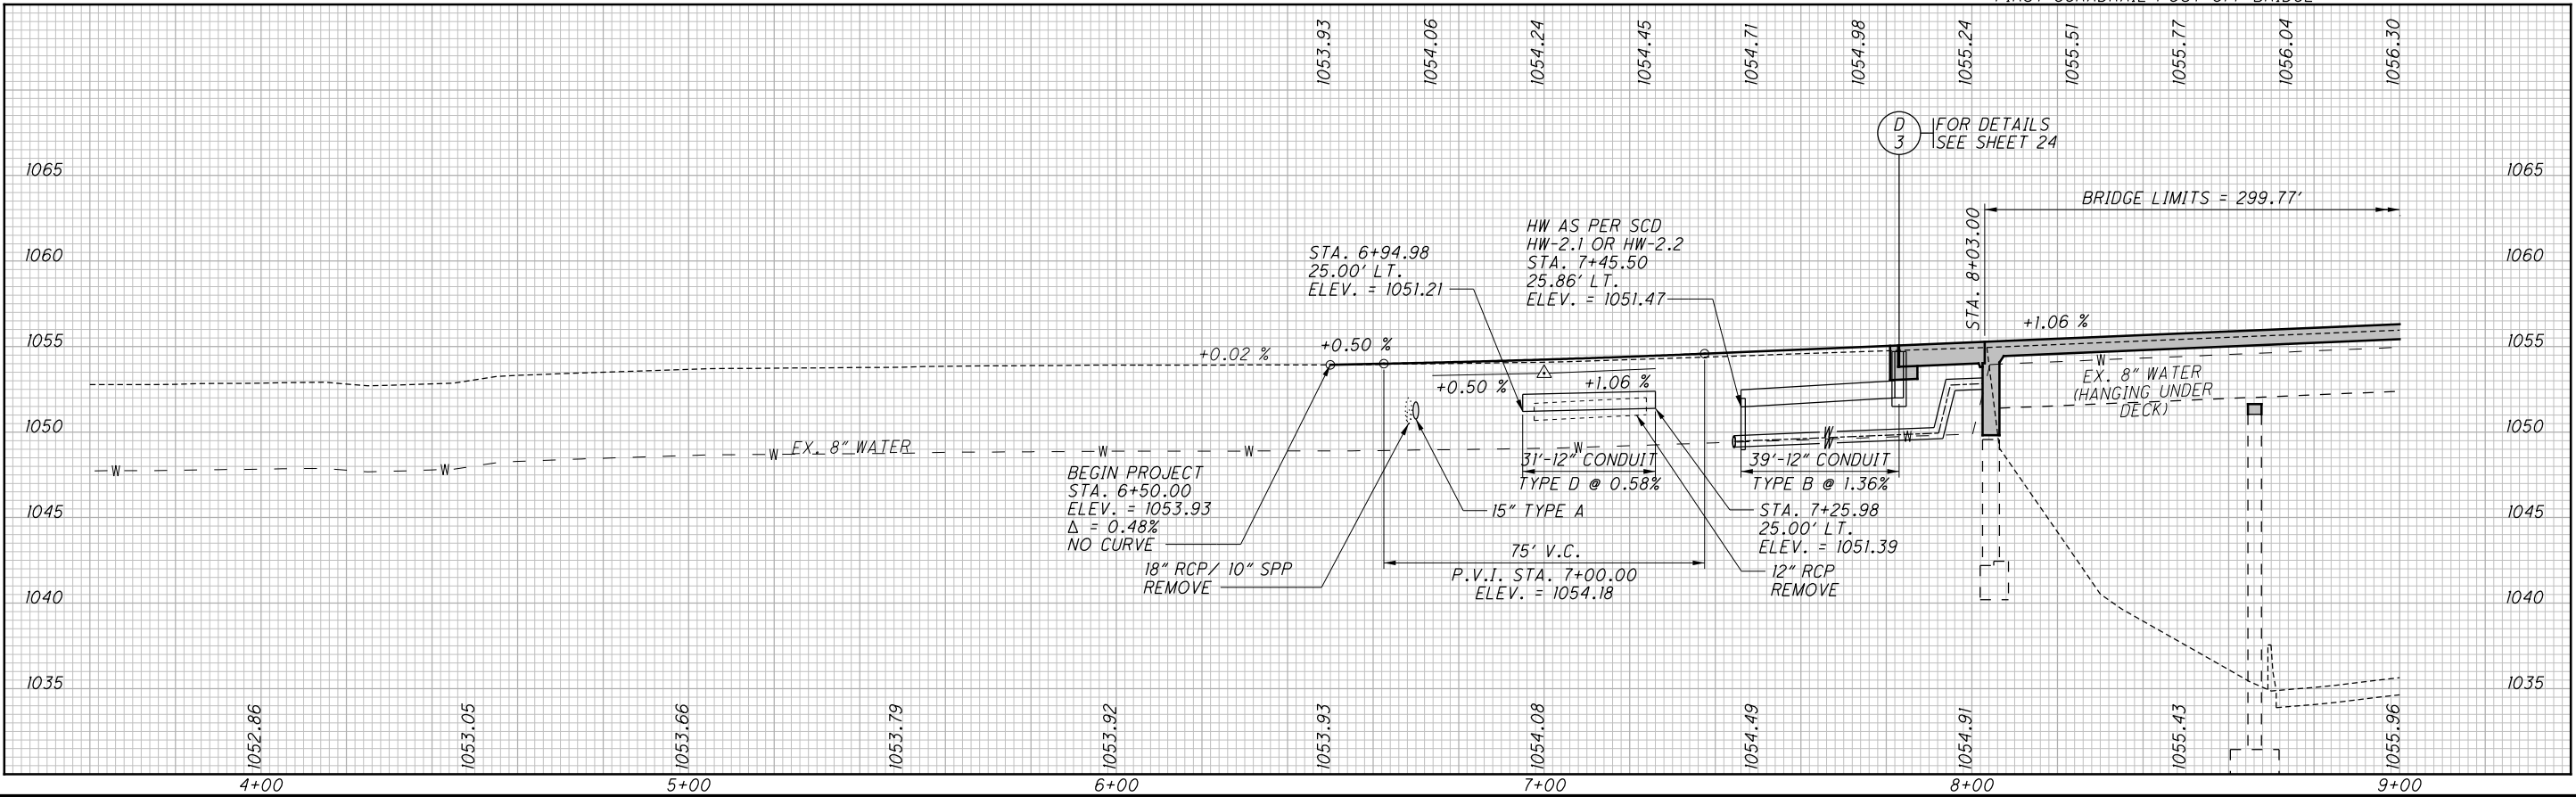 FIRST GUARDRAIL POST OFF BRIDGE
1053.93
1054.06
1054.24
1054.45
1054.71
1054.98
1055.24
1055.51
1055.77
1056.04
1056.30
D
3
FOR DETAILS
SEE SHEET 24
1065
1065
BRIDGE LIMITS = 299.77'
STA. 8+03.00
HW AS PER SCD
HW-2.1 OR HW-2.2
STA. 7+45.50
25.86' LT.
ELEV. = 1051.47
STA. 6+94.98
25.00' LT.
ELEV. = 1051.21
1060
1060
+1.06 %
1055
+0.02 %
+0.50 %
1055
+0.50 %
+1.06 %
W
EX. 8" WATER
(HANGING UNDER
DECK)
1050
1050
W
W
W
EX. 8" WATER
W
W
W
W
W
W
31'-12" CONDUIT
TYPE D @ 0.58%
39'-12" CONDUIT
TYPE B @ 1.36%
BEGIN PROJECT
STA. 6+50.00
ELEV. = 1053.93
Δ = 0.48%
NO CURVE
15" TYPE A
STA. 7+25.98
25.00' LT.
ELEV. = 1051.39
1045
1045
75' V.C.
P.V.I. STA. 7+00.00
ELEV. = 1054.18
18" RCP/ 10" SPP
REMOVE
12" RCP
REMOVE
1040
1040
1035
1035
1052.86
1053.05
1053.66
1053.79
1053.92
1053.93
1054.08
1054.49
1054.91
1055.43
1055.96
4+00
5+00
6+00
7+00
8+00
9+00